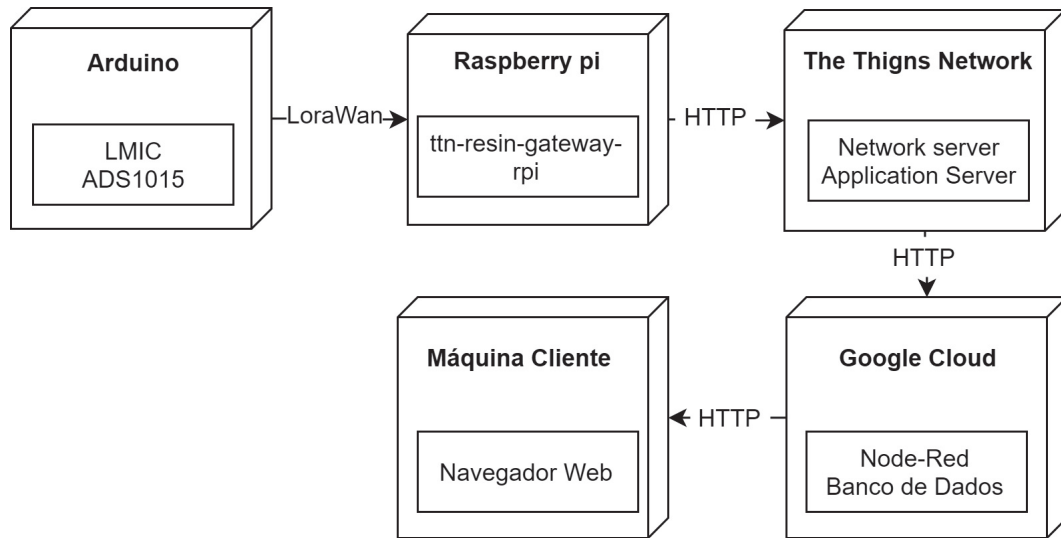 Arduino
LMIC
ADS1015
LoraWan
Raspberry pi
ttn-resin-gateway-
rpi
HTTP
The Thigns Network
Network server
Application Server
HTTP
Google Cloud
Node-Red
Banco de Dados
HTTP
Máquina Cliente
Navegador Web